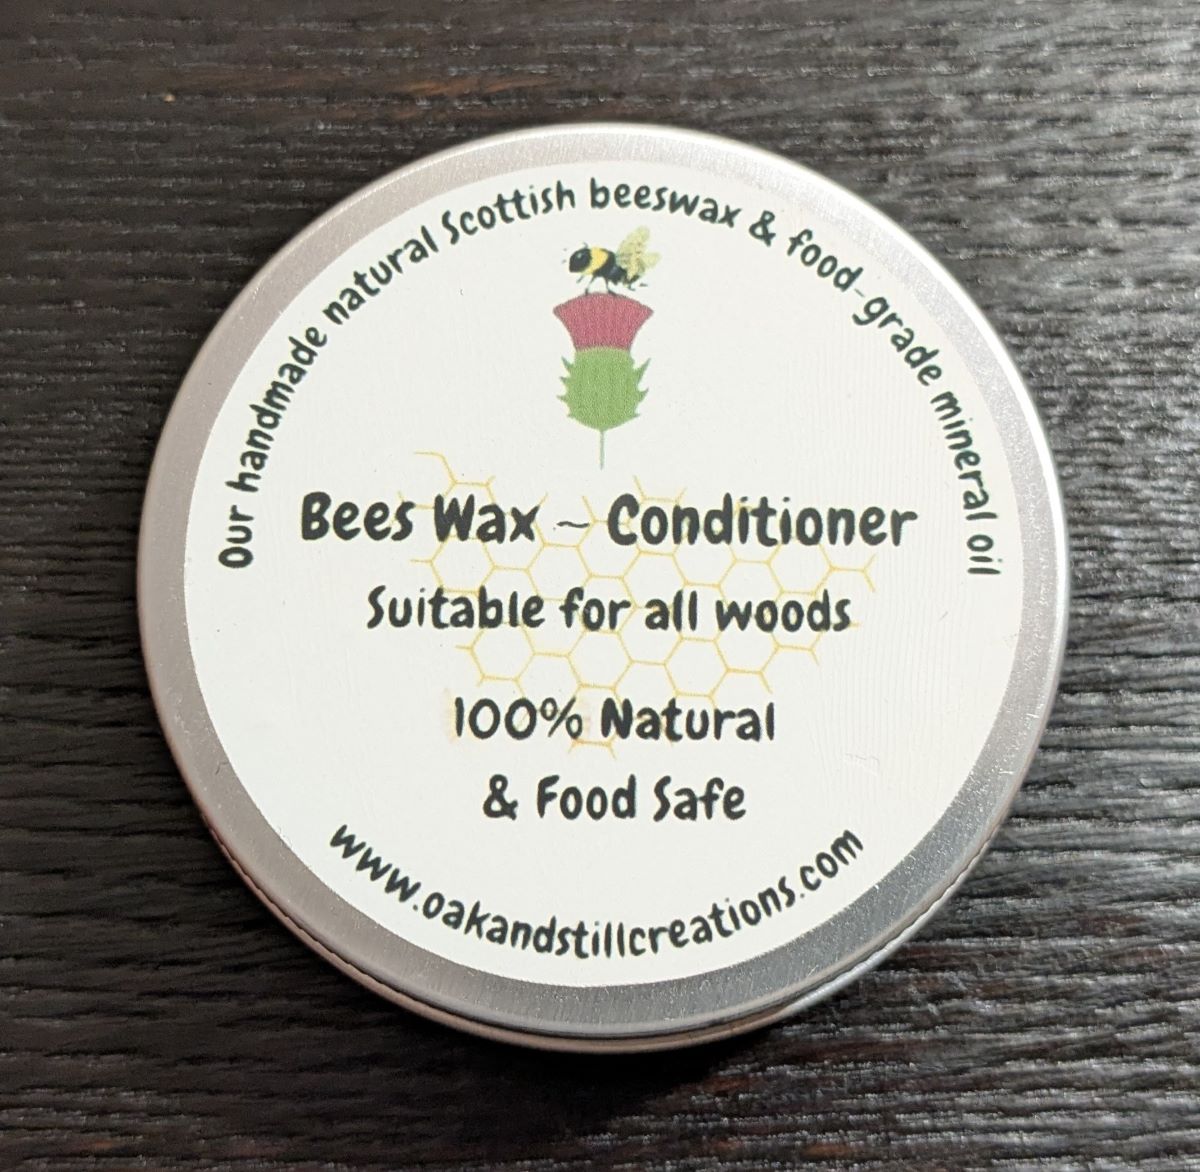 Our handmade natural Scottish beeswax & food-grade mineral oil
Bees Wax ~ Conditioner
Suitable for all woods
100% Natural
& Food Safe
www.oakandstillcreations.com